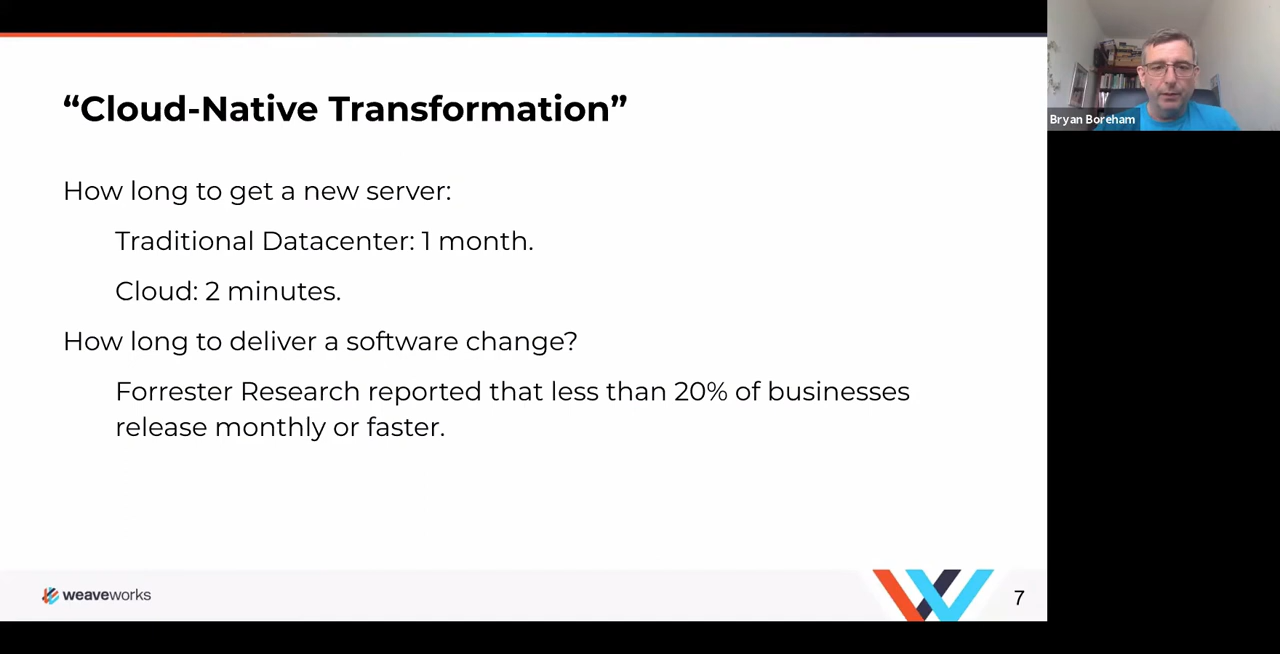 “Cloud-Native Transformation”
How long to get a new server:
Traditional Datacenter: 1 month.
Cloud: 2 minutes.
How long to deliver a software change?
Forrester Research reported that less than 20% of businesses
release monthly or faster.
weaveworks
7
Bryan Boreham